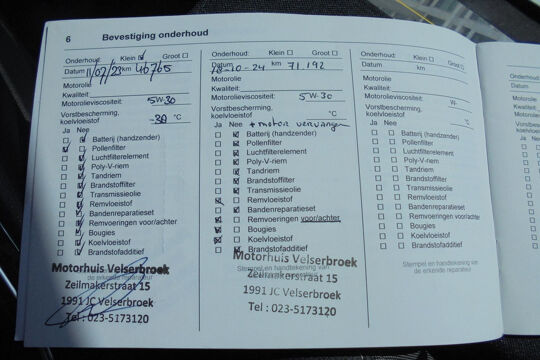 6 Bevestiging onderhoud
Onderhoud: Klein Groot
Datum 11/07/23 km 40765
Motorolie
Kwaliteit:
Motorolieviscositeit: 5W-30
Vorstbescherming,
koelvloeistof -30 °C
Ja Nee
Batterij (handzender)
Pollenfilter
Luchtfilterelement
Poly-V-riem
Tandriem
Brandstoffilter
Transmissieolie
Remvloeistof
Bandenreparatieset
Remvoeringen voor/achter
Bougies
Koelvloeistof
Brandstofadditief
Motorhuis Velserbroek
de erkende reparateur
Zeilmakerstraat 15
1991 JC Velserbroek
Tel : 023-5173120
Onderhoud: Klein Groot
Datum 18-10-24 km 71.192
Motorolie
Kwaliteit:
Motorolieviscositeit: 5W-30
Vorstbescherming,
koelvloeistof °C
Ja Nee + motor vervangen
Batterij (handzender)
Pollenfilter
Luchtfilterelement
Poly-V-riem
Tandriem
Brandstoffilter
Transmissieolie
Remvloeistof
Bandenreparatieset
Remvoeringen voor/achter
Bougies
Koelvloeistof
Brandstofadditief
Motorhuis Velserbroek
Stempel en handtekening van
Zeilmakerstraat 15
1991 JC Velserbroek
Tel : 023-5173120
Onderhoud: Klein Groot
Datum km
Motorolie
Kwaliteit:
Motorolieviscositeit: W-
Vorstbescherming,
koelvloeistof °C
Ja Nee
Batterij (handzender)
Pollenfilter
Luchtfilterelement
Poly-V-riem
Tandriem
Brandstoffilter
Transmissieolie
Remvloeistof
Bandenreparatieset
Remvoeringen voor/achter
Bougies
Koelvloeistof
Brandstofadditief
Stempel en handtekening van
de erkende reparateur
Datum
Motorolie
Kwaliteit:
Ja Nee